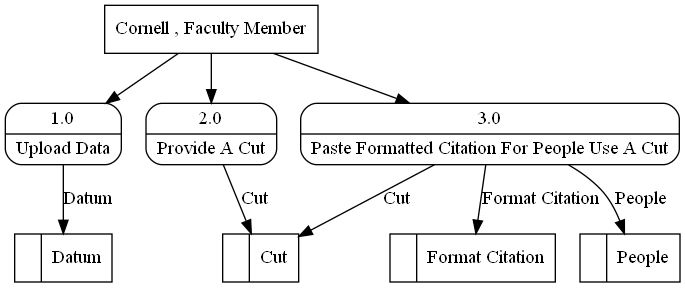 Cornell , Faculty Member
1.0
Upload Data
2.0
Provide A Cut
3.0
Paste Formatted Citation For People Use A Cut
Datum
Cut
Cut
Format Citation
People
Datum
Cut
Format Citation
People